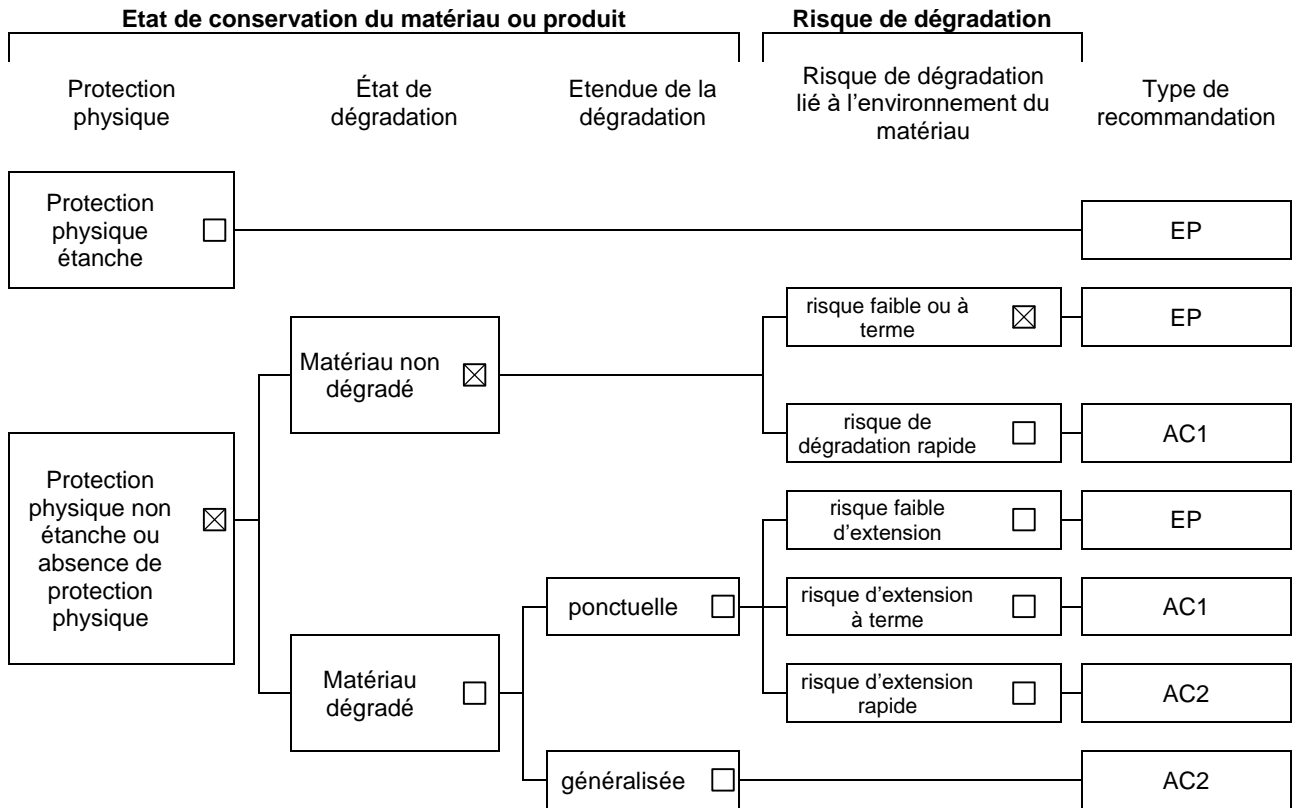 Etat de conservation du matériau ou produit
Risque de dégradation
Protection
physique
État de
dégradation
Etendue de la
dégradation
Risque de dégradation
lié à l'environnement du
matériau
Type de
recommandation
Protection
physique
étanche
EP
risque faible ou à
terme
EP
Matériau non
dégradé
risque de
dégradation rapide
AC1
Protection
physique non
étanche ou
absence de
protection
physique
risque faible
d'extension
EP
ponctuelle
risque d'extension
à terme
AC1
Matériau
dégradé
risque d'extension
rapide
AC2
généralisée
AC2